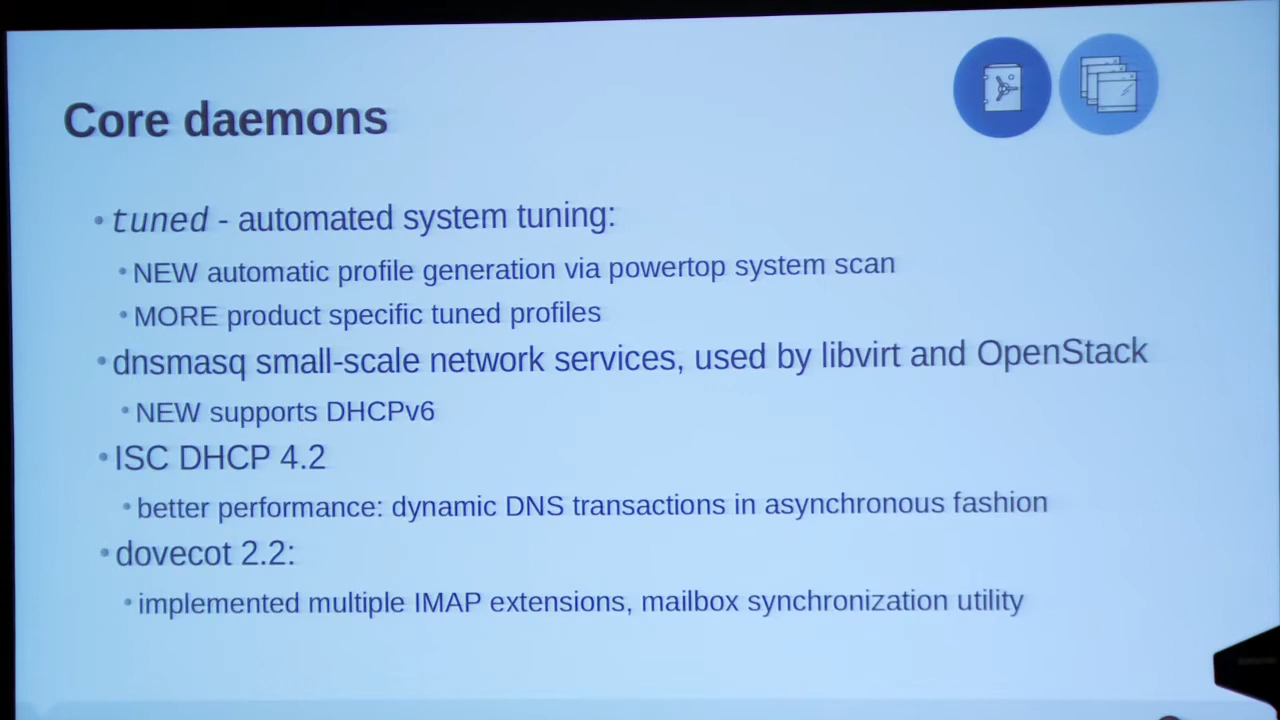 Core daemons
• tuned - automated system tuning:
• NEW automatic profile generation via powertop system scan
• MORE product specific tuned profiles
• dnsmasq small-scale network services, used by libvirt and OpenStack
• NEW supports DHCPv6
• ISC DHCP 4.2
• better performance: dynamic DNS transactions in asynchronous fashion
• dovecot 2.2:
• implemented multiple IMAP extensions, mailbox synchronization utility